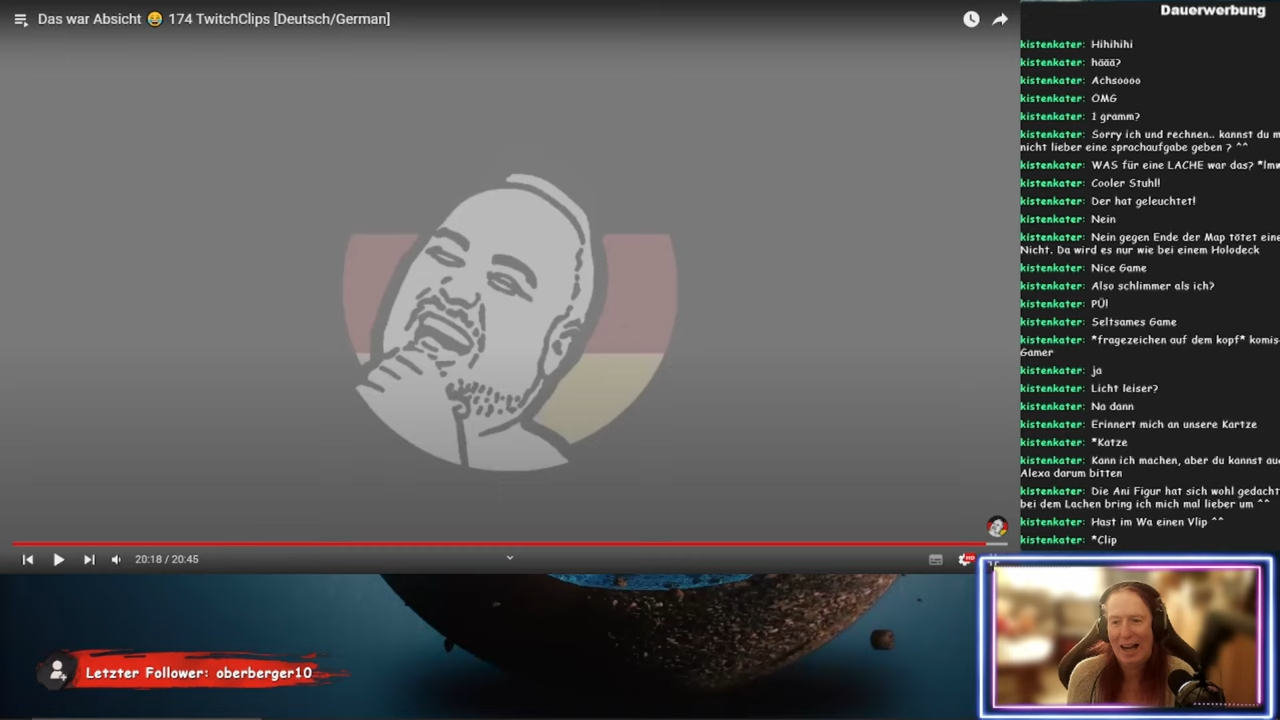 Das war Absicht 😂 174 TwitchClips [Deutsch/German]
Dauerwerbung
kistenkater: Hihihihi
kistenkater: häää?
kistenkater: Achsoooo
kistenkater: OMG
kistenkater: 1 gramm?
kistenkater: Sorry ich und rechnen.. kannst du m
nicht lieber eine sprachaufgabe geben ? ^^
kistenkater: WAS für eine LACHE war das? *lmw
kistenkater: Cooler Stuhl!
kistenkater: Der hat geleuchtet!
kistenkater: Nein
kistenkater: Nein gegen Ende der Map tötet eine
Nicht. Da wird es nur wie bei einem Holodeck
kistenkater: Nice Game
kistenkater: Also schlimmer als ich?
kistenkater: PÜ!
kistenkater: Seltsames Game
kistenkater: *fragezeichen auf dem kopf* komis
Gamer
kistenkater: ja
kistenkater: Licht leiser?
kistenkater: Na dann
kistenkater: Erinnert mich an unsere Kartze
kistenkater: *Katze
kistenkater: Kann ich machen, aber du kannst au
Alexa darum bitten
kistenkater: Die Ani Figur hat sich wohl gedacht
bei dem Lachen bring ich mich mal lieber um ^^
kistenkater: Hast im Wa einen Vlip ^^
kistenkater: *Clip
20:18 / 20:45
HD
Letzter Follower: oberberger10